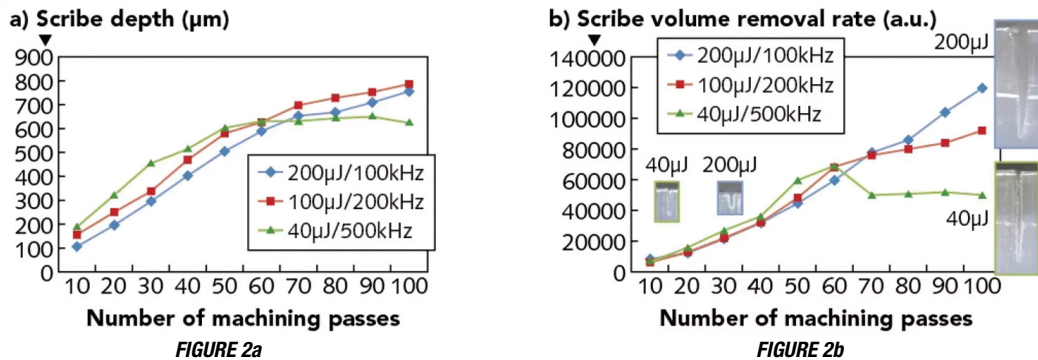 a) Scribe depth (µm)
900
800
700
600
500
400
300
200
100
0
200µJ/100kHz
100µJ/200kHz
40µJ/500kHz
10 20 30 40 50 60 70 80 90 100
Number of machining passes
FIGURE 2a
b) Scribe volume removal rate (a.u.)
140000
120000
100000
80000
60000
40000
20000
0
200µJ/100kHz
100µJ/200kHz
40µJ/500kHz
40µJ
200µJ
200µJ
40µJ
10 20 30 40 50 60 70 80 90 100
Number of machining passes
FIGURE 2b